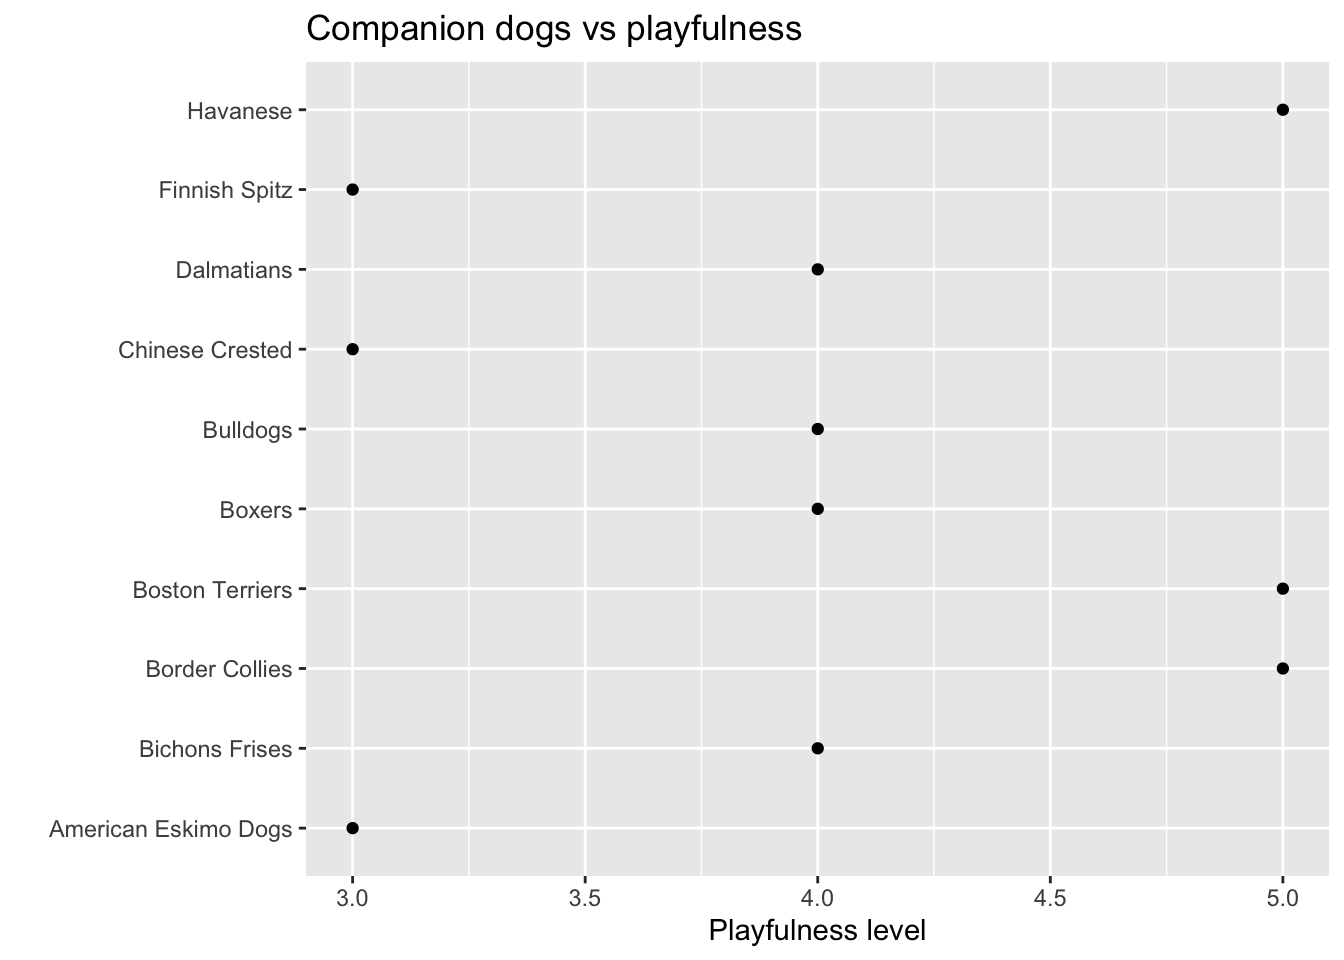 Companion dogs vs playfulness
Havanese
Finnish Spitz
Dalmatians
Chinese Crested
Bulldogs
Boxers
Boston Terriers
Border Collies
Bichons Frises
American Eskimo Dogs
3.0 3.5 4.0 4.5 5.0
Playfulness level